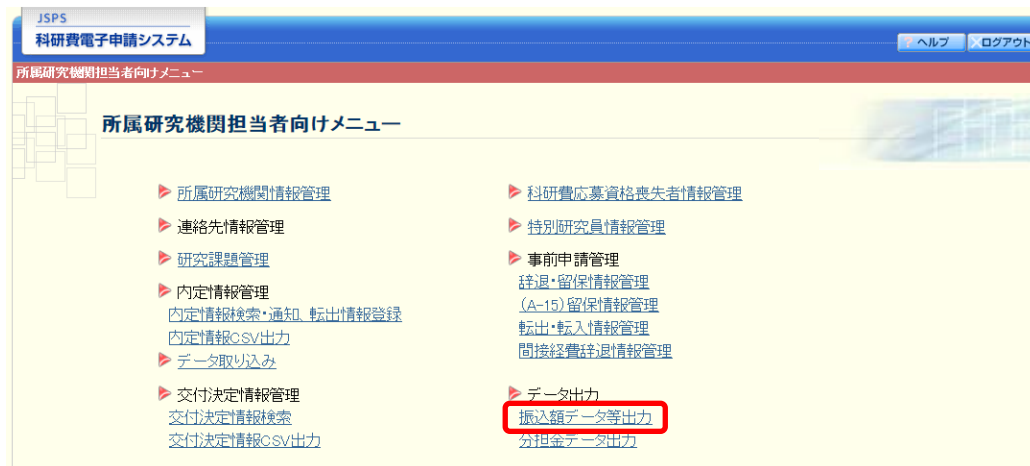 JSPS
科研費電子申請システム
ヘルプ
ログアウト
所属研究機関担当者向けメニュー
所属研究機関担当者向けメニュー
所属研究機関情報管理
連絡先情報管理
研究課題管理
内定情報管理
内定情報検索・通知、転出情報登録
内定情報CSV出力
データ取り込み
交付決定情報管理
交付決定情報検索
交付決定情報CSV出力
科研費応募資格喪失者情報管理
特別研究員情報管理
事前申請管理
辞退・留保情報管理
(A-15)留保情報管理
転出・転入情報管理
間接経費辞退情報管理
データ出力
振込額データ等出力
分担金データ出力